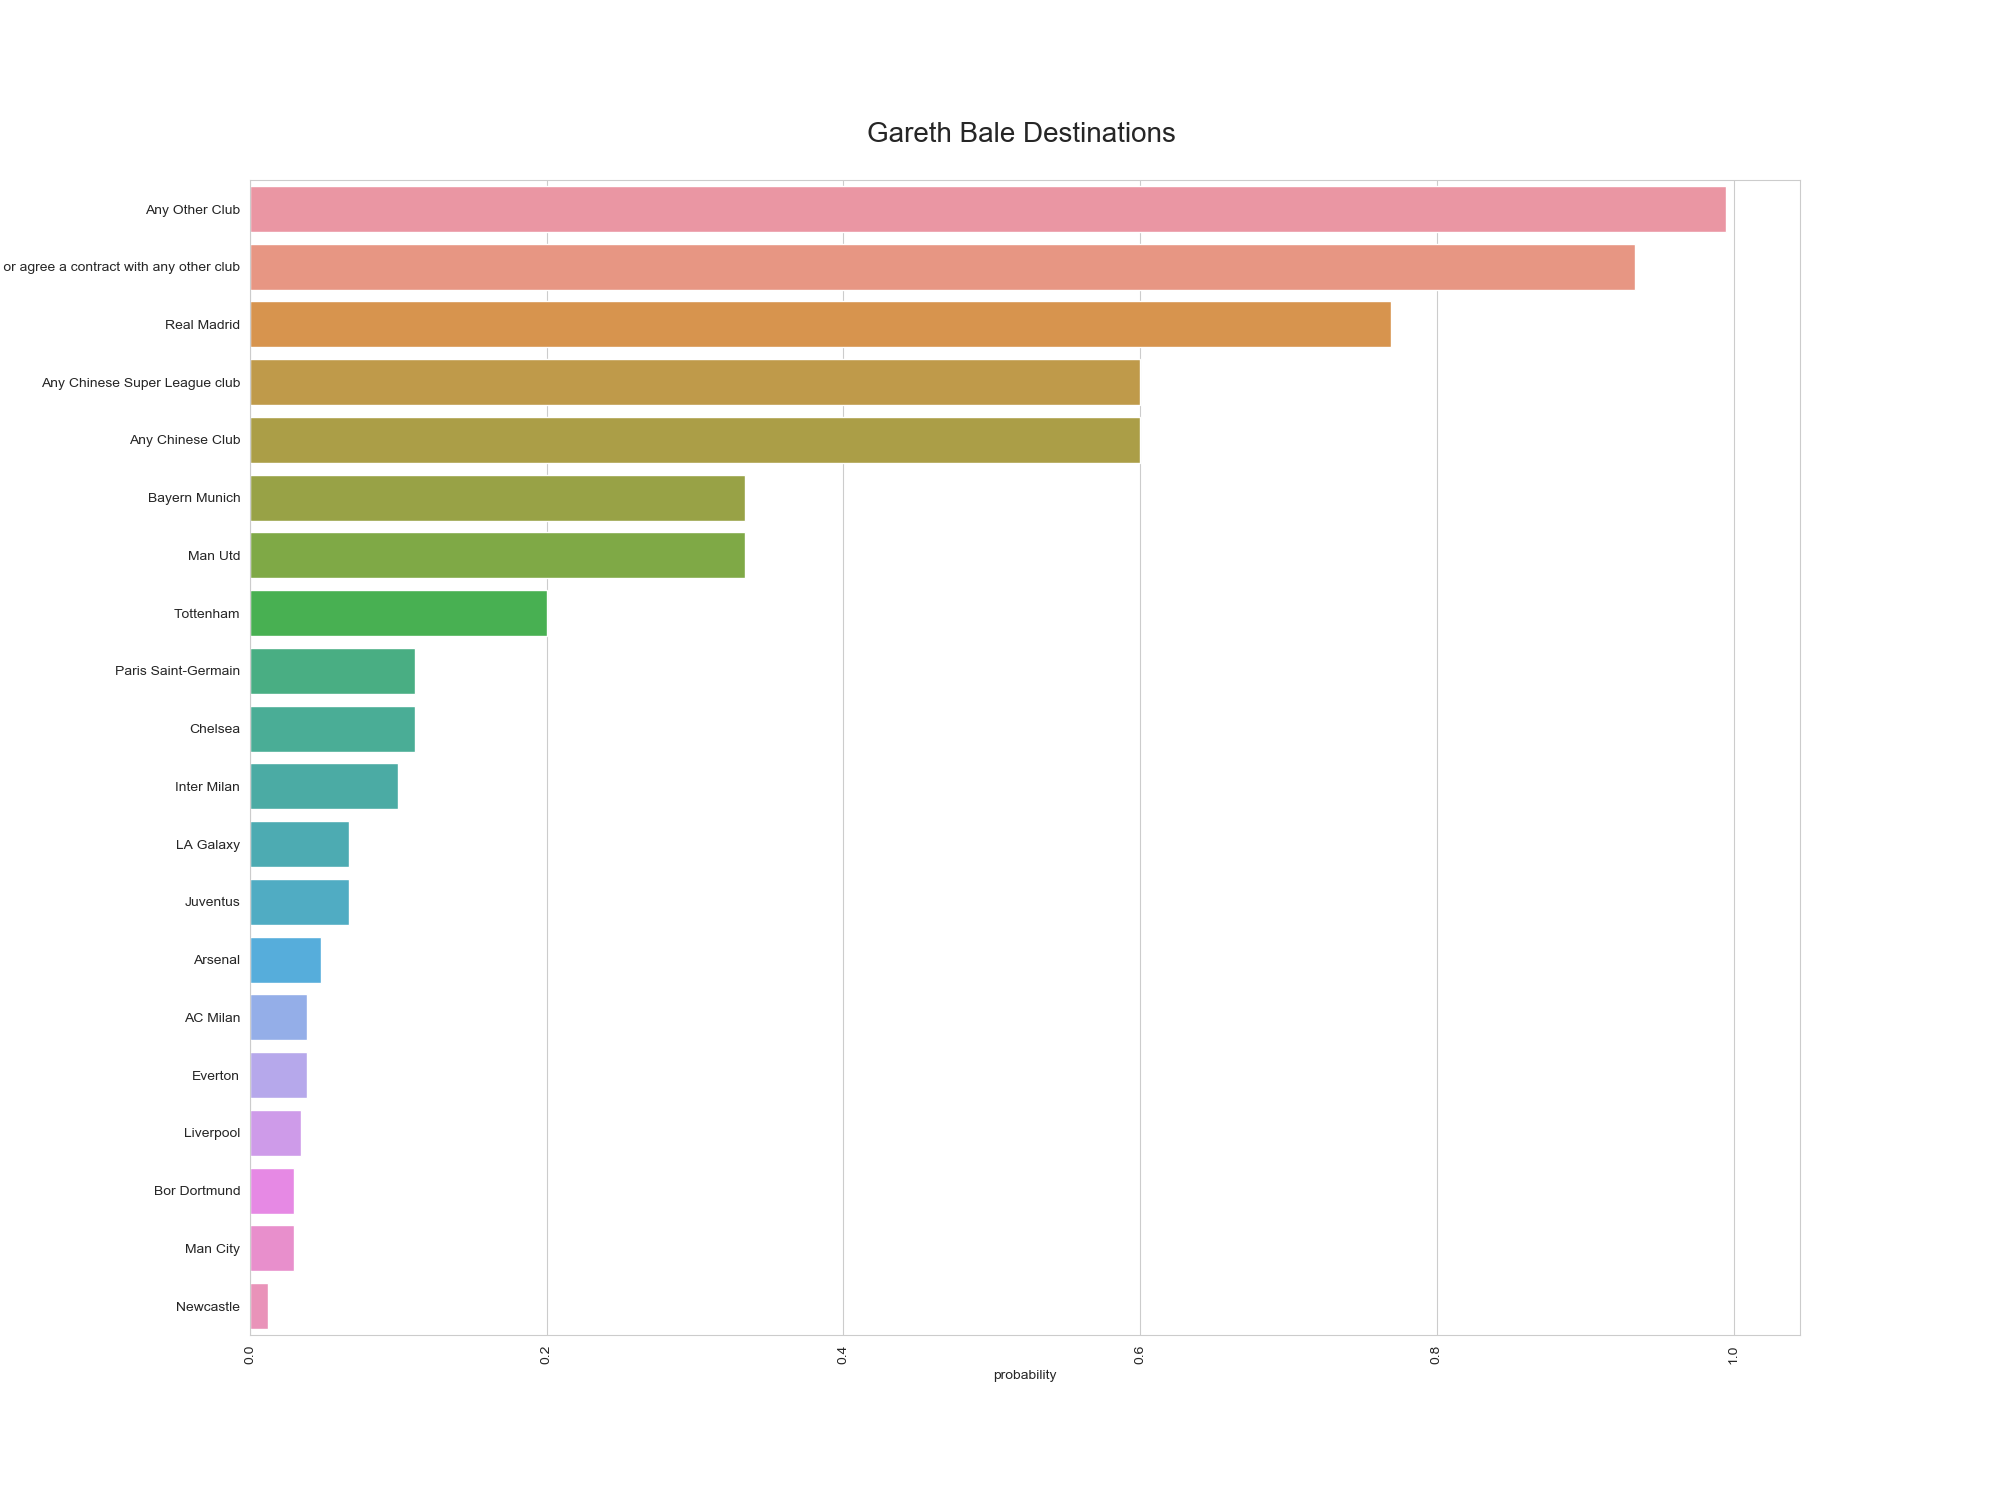 Gareth Bale Destinations
Any Other Club
or agree a contract with any other club
Real Madrid
Any Chinese Super League club
Any Chinese Club
Bayern Munich
Man Utd
Tottenham
Paris Saint-Germain
Chelsea
Inter Milan
LA Galaxy
Juventus
Arsenal
AC Milan
Everton
Liverpool
Bor Dortmund
Man City
Newcastle
0.0 0.2 0.4 0.6 0.8 1.0
probability